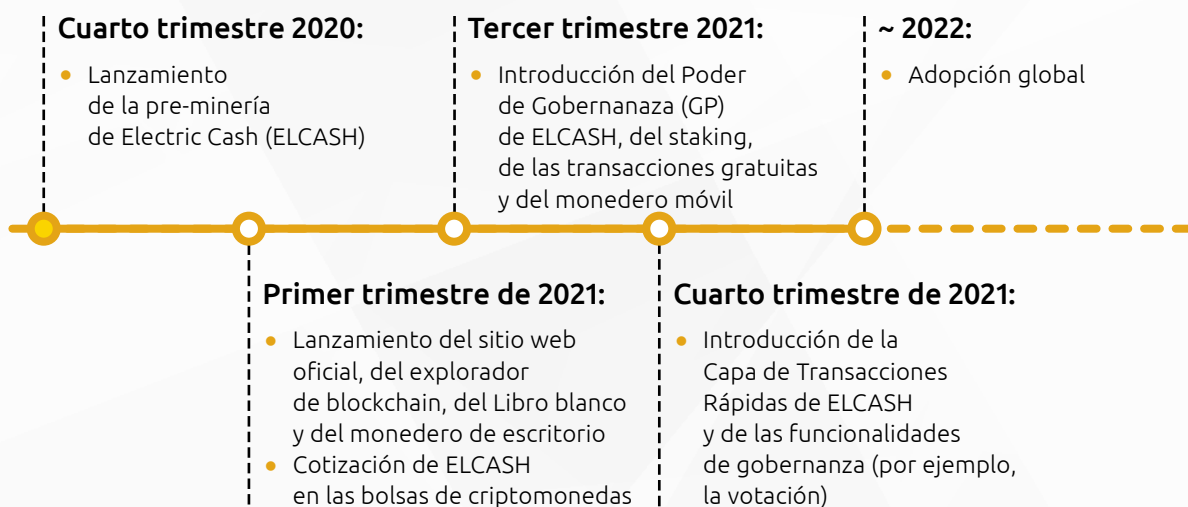 Cuarto trimestre 2020:
• Lanzamiento
de la pre-minería
de Electric Cash (ELCASH)
Tercer trimestre 2021:
• Introducción del Poder
de Gobernanaza (GP)
de ELCASH, del staking,
de las transacciones gratuitas
y del monedero móvil
~ 2022:
• Adopción global
Primer trimestre de 2021:
• Lanzamiento del sitio web
oficial, del explorador
de blockchain, del Libro blanco
y del monedero de escritorio
• Cotización de ELCASH
en las bolsas de criptomonedas
Cuarto trimestre de 2021:
• Introducción de la
Capa de Transacciones
Rápidas de ELCASH
y de las funcionalidades
de gobernanza (por ejemplo,
la votación)